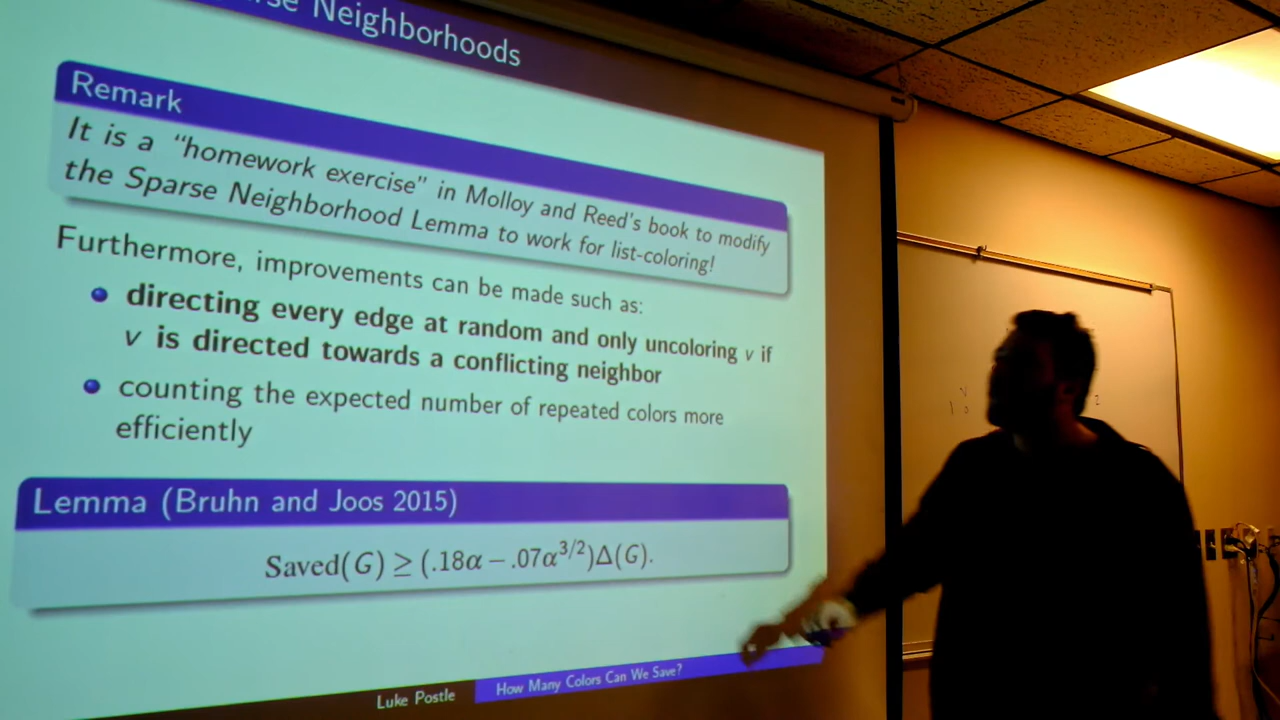 Neighborhoods
Remark
It is a "homework exercise" in Molloy and Reed's book to modify
the Sparse Neighborhood Lemma to work for list-coloring!
Furthermore, improvements can be made such as:
directing every edge at random and only uncoloring v if
v is directed towards a conflicting neighbor
counting the expected number of repeated colors more
efficiently
Lemma (Bruhn and Joos 2015)
Saved(G) ≥ (.18α − .07α^{3/2})Δ(G).
Luke Postle
How Many Colors Can We Save?